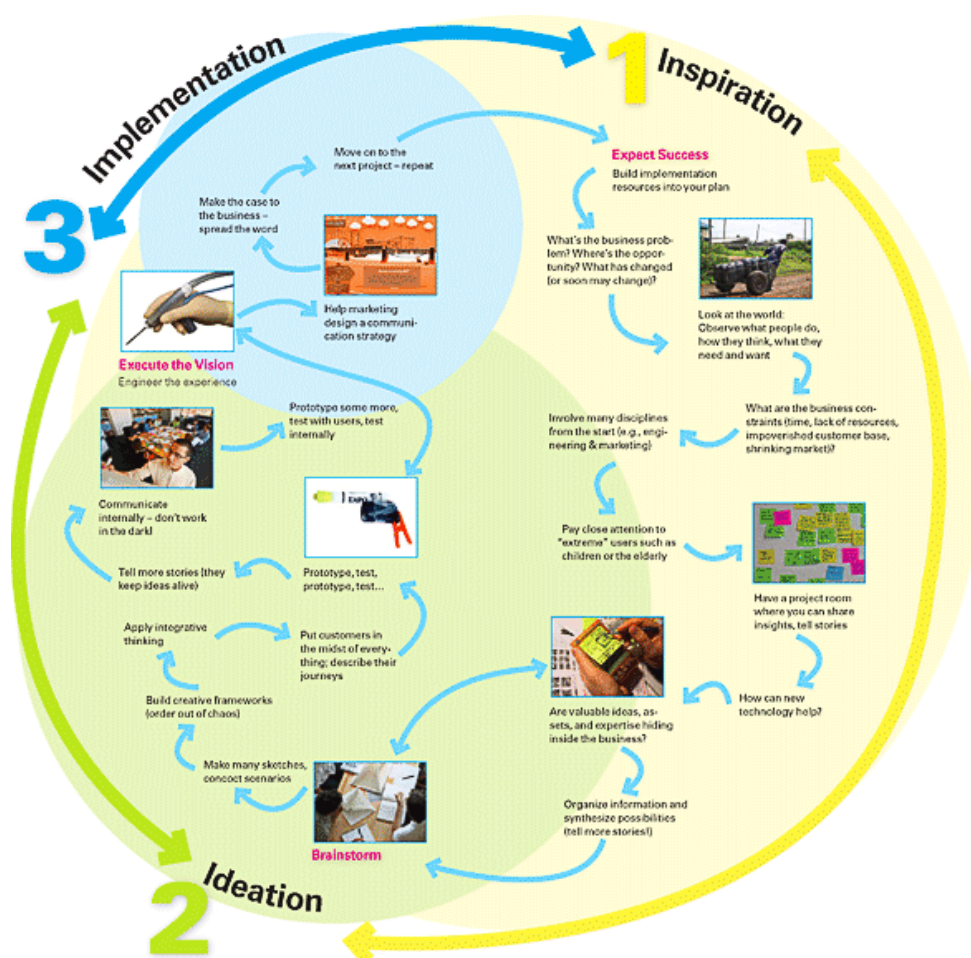 1
Inspiration
Expect Success
Build implementation
resources into your plan
What's the business prob-
lem? Where's the oppor-
tunity? What has changed
(or soon may change)?
Look at the world:
Observe what people do,
how they think, what they
need and want
What are the business con-
straints (time, lack of resources,
impoverished customer base,
shrinking market)?
Involve many disciplines
from the start (e.g., engi-
neering & marketing)
Pay close attention to
"extreme" users such as
children or the elderly
Have a project room
where you can share
insights, tell stories
How can new
technology help?
Are valuable ideas, as-
sets, and expertise hiding
inside the business?
Organize information and
synthesize possibilities
(tell more stories!)
2
Ideation
Brainstorm
Make many sketches,
concoct scenarios
Build creative frameworks
(order out of chaos)
Apply integrative
thinking
Put customers in
the midst of every-
thing; describe their
journeys
Prototype, test,
prototype, test...
Tell more stories (they
keep ideas alive)
Communicate
internally – don't work
in the dark!
Prototype some more,
test with users, test
internally
3
Implementation
Execute the Vision
Engineer the experience
Help marketing
design a communi-
cation strategy
Make the case to
the business –
spread the word
Move on to the
next project – repeat